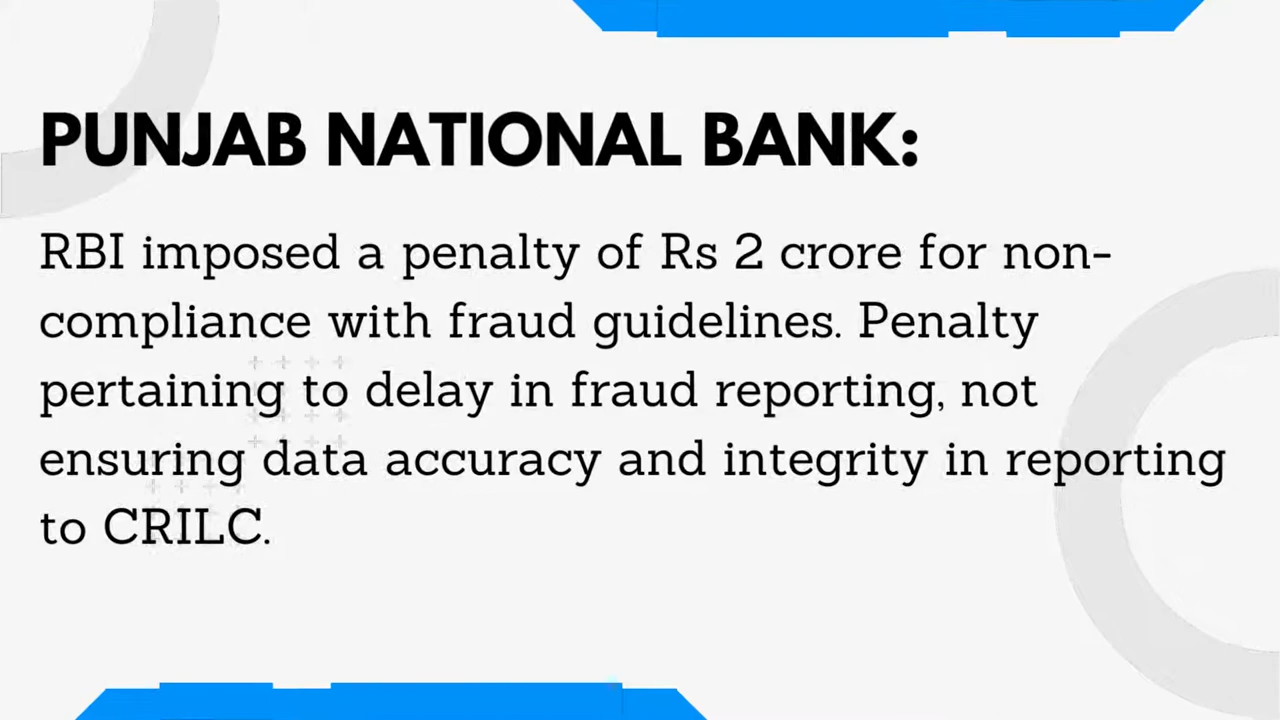 PUNJAB NATIONAL BANK:
RBI imposed a penalty of Rs 2 crore for non-
compliance with fraud guidelines. Penalty
pertaining to delay in fraud reporting, not
ensuring data accuracy and integrity in reporting
to CRILC.